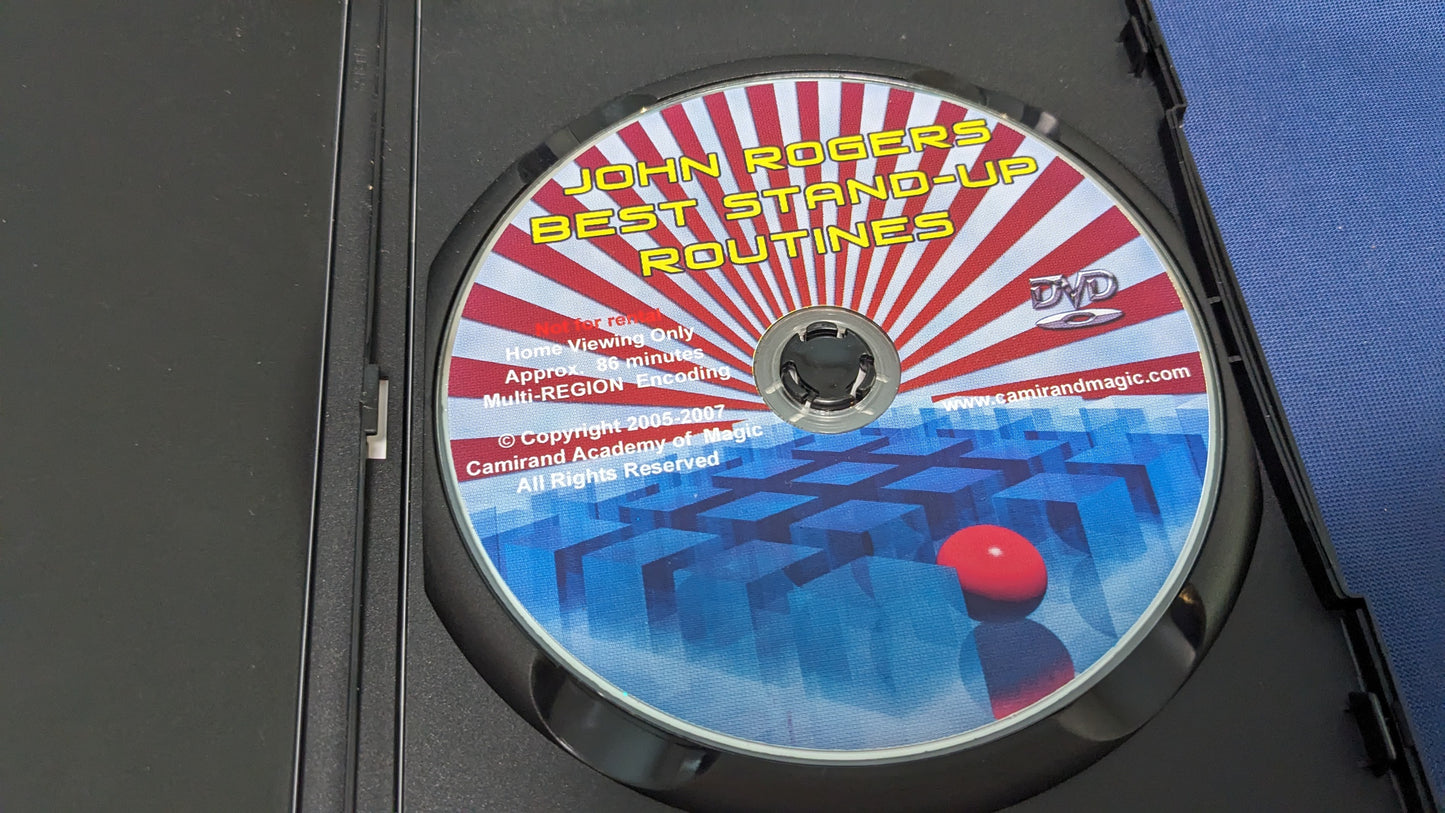 JOHN ROGERS
BEST STAND-UP
ROUTINES
DVD
Not for rental
Home Viewing Only
Approx. 86 minutes
Multi-REGION Encoding
www.camirandmagic.com
© Copyright 2005-2007
Camirand Academy of Magic
All Rights Reserved